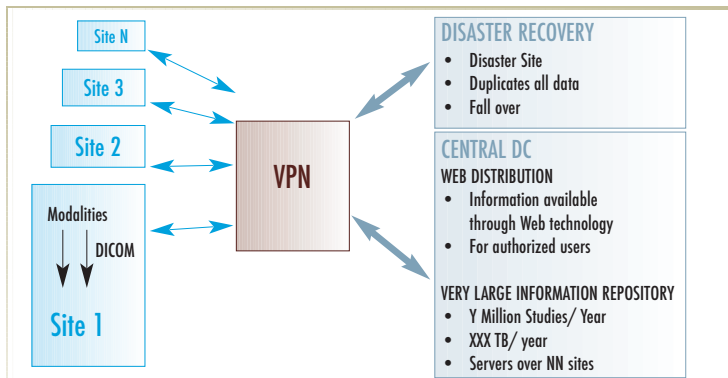 Site N
Site 3
Site 2
Modalities
DICOM
Site 1
VPN
DISASTER RECOVERY
• Disaster Site
• Duplicates all data
• Fall over
CENTRAL DC
WEB DISTRIBUTION
• Information available
through Web technology
• For authorized users
VERY LARGE INFORMATION REPOSITORY
• Y Million Studies/ Year
• XXX TB/ year
• Servers over NN sites